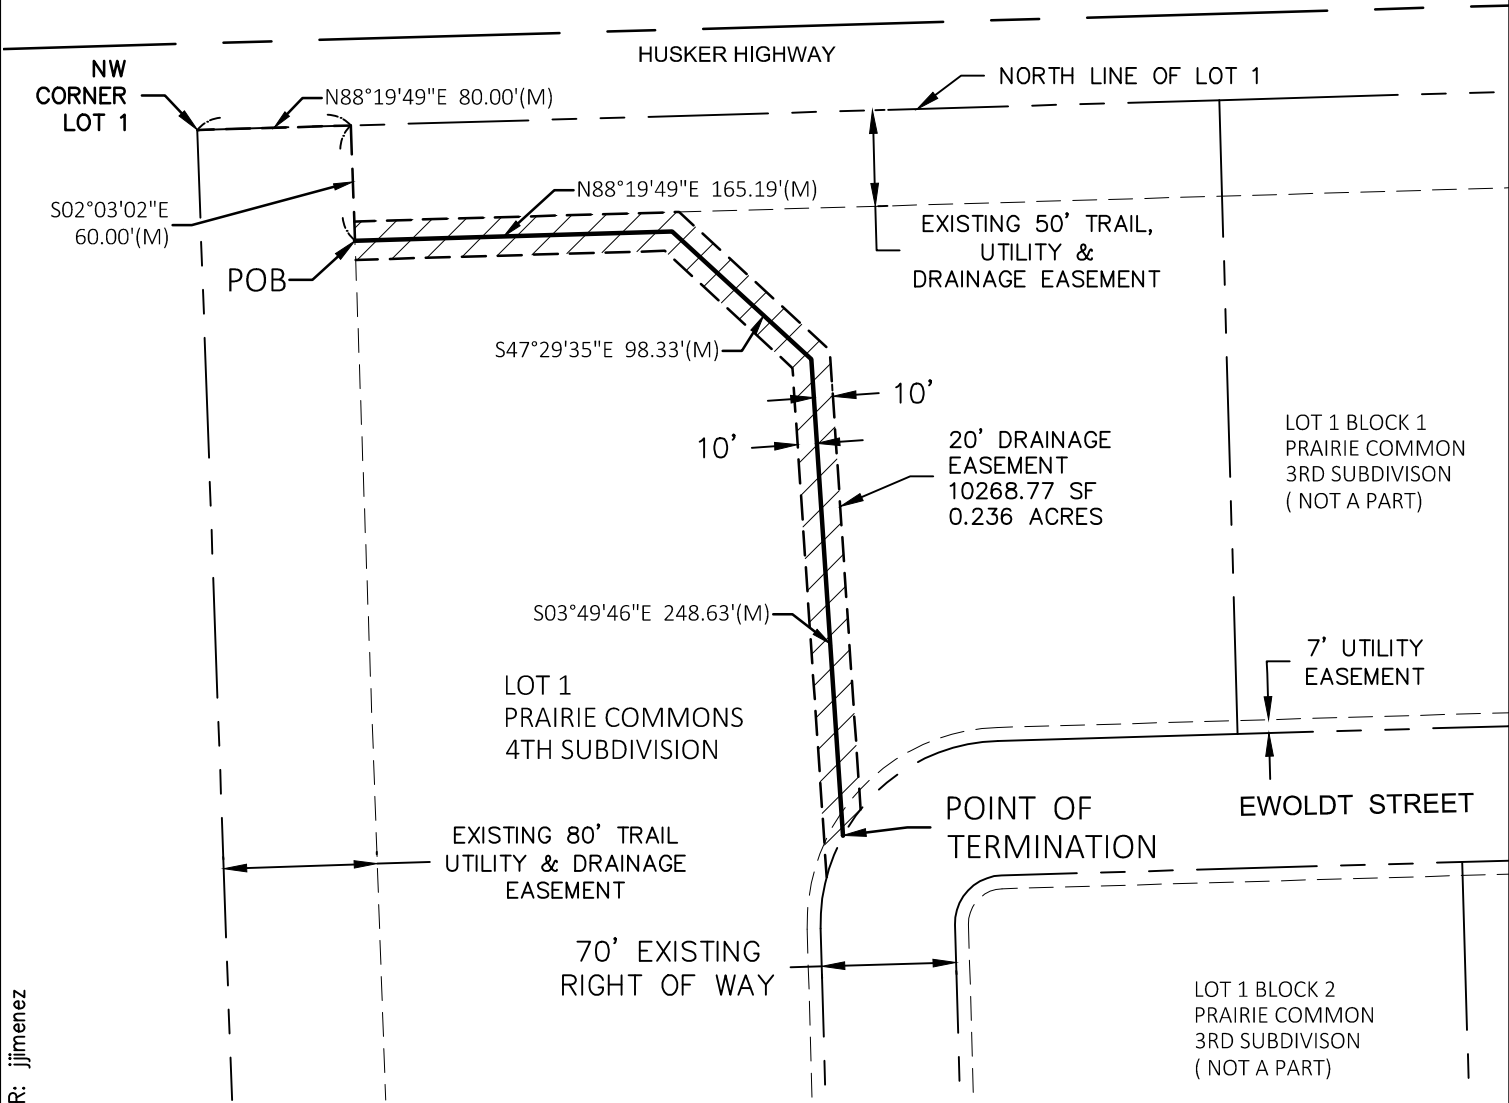 HUSKER HIGHWAY
NW
CORNER
LOT 1
N88°19'49"E 80.00'(M)
NORTH LINE OF LOT 1
S02°03'02"E
60.00'(M)
N88°19'49"E 165.19'(M)
EXISTING 50' TRAIL,
UTILITY &
DRAINAGE EASEMENT
POB
S47°29'35"E 98.33'(M)
10'
10'
20' DRAINAGE
EASEMENT
10268.77 SF
0.236 ACRES
LOT 1 BLOCK 1
PRAIRIE COMMON
3RD SUBDIVISON
( NOT A PART)
S03°49'46"E 248.63'(M)
7' UTILITY
EASEMENT
LOT 1
PRAIRIE COMMONS
4TH SUBDIVISION
POINT OF
TERMINATION
EWOLDT STREET
EXISTING 80' TRAIL
UTILITY & DRAINAGE
EASEMENT
70' EXISTING
RIGHT OF WAY
LOT 1 BLOCK 2
PRAIRIE COMMON
3RD SUBDIVISON
( NOT A PART)
R: jjimenez